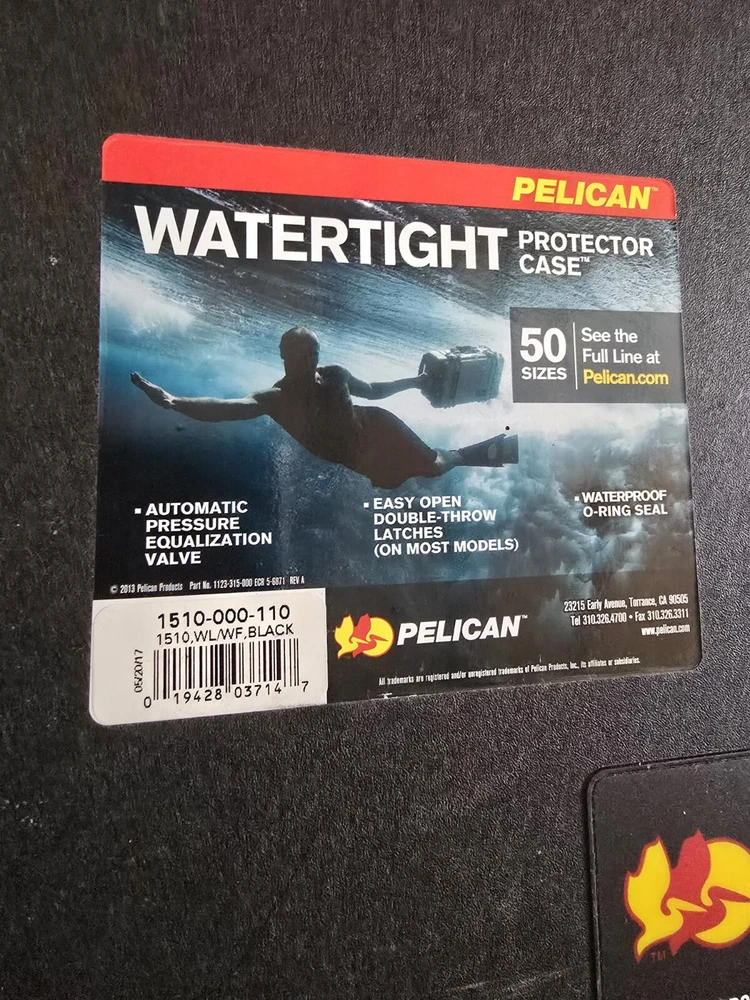 PELICAN™
WATERTIGHT PROTECTOR
CASE™
50
SIZES
See the
Full Line at
Pelican.com
▪ AUTOMATIC
PRESSURE
EQUALIZATION
VALVE
▪ EASY OPEN
DOUBLE-THROW
LATCHES
(ON MOST MODELS)
▪ WATERPROOF
O-RING SEAL
© 2013 Pelican Products Part No. 1123-315-000 ECR 5-6871 REV A
1510-000-110
1510,WL/WF,BLACK
05/20/17
0 19428 03714 7
PELICAN™
23215 Early Avenue, Torrance, CA 90505
Tel 310.326.4700 • Fax 310.326.3311
www.pelican.com
All trademarks are registered and/or unregistered trademarks of Pelican Products, Inc., its affiliates or subsidiaries.
TM